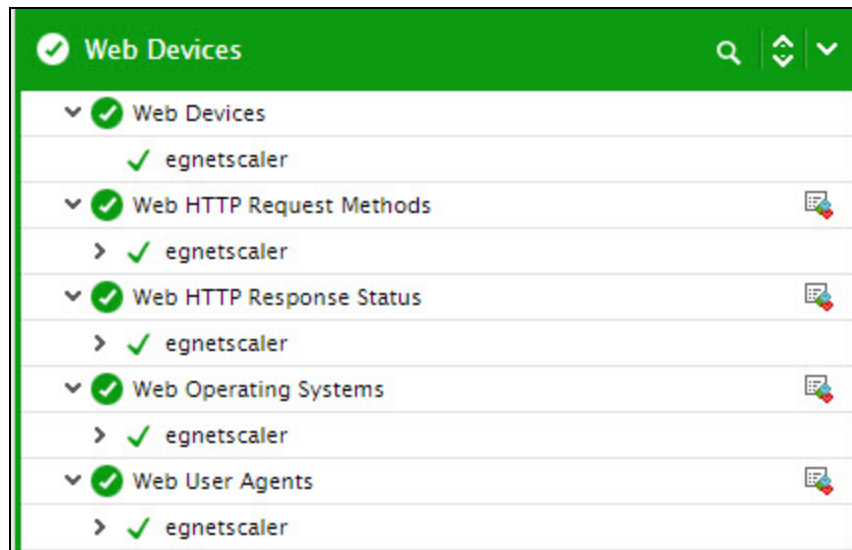 Web Devices
Web Devices
egnetscaler
Web HTTP Request Methods
egnetscaler
Web HTTP Response Status
egnetscaler
Web Operating Systems
egnetscaler
Web User Agents
egnetscaler